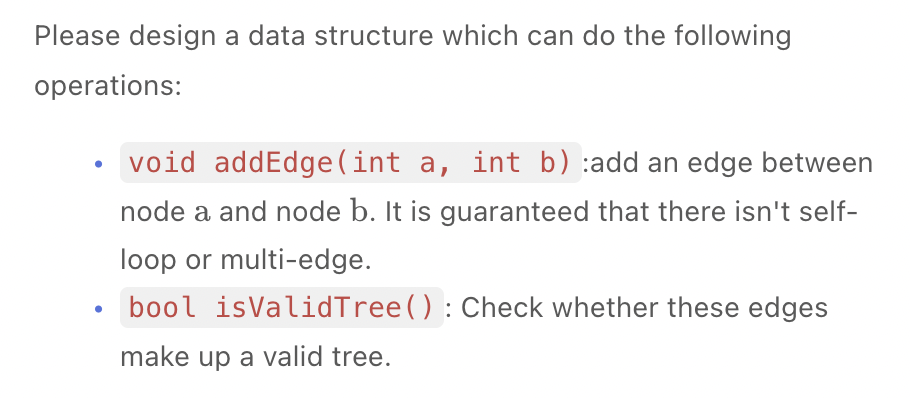 Please design a data structure which can do the following
operations:
• void addEdge(int a, int b):add an edge between
node a and node b. It is guaranteed that there isn't self-
loop or multi-edge.
• bool isValidTree(): Check whether these edges
make up a valid tree.